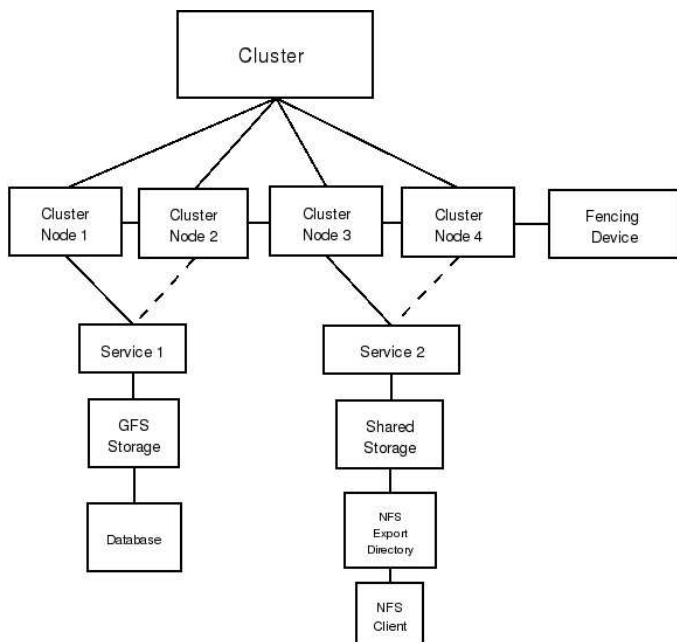 Cluster
Cluster
Node 1
Cluster
Node 2
Cluster
Node 3
Cluster
Node 4
Fencing
Device
Service 1
Service 2
GFS
Storage
Shared
Storage
Database
NFS
Export
Directory
NFS
Client